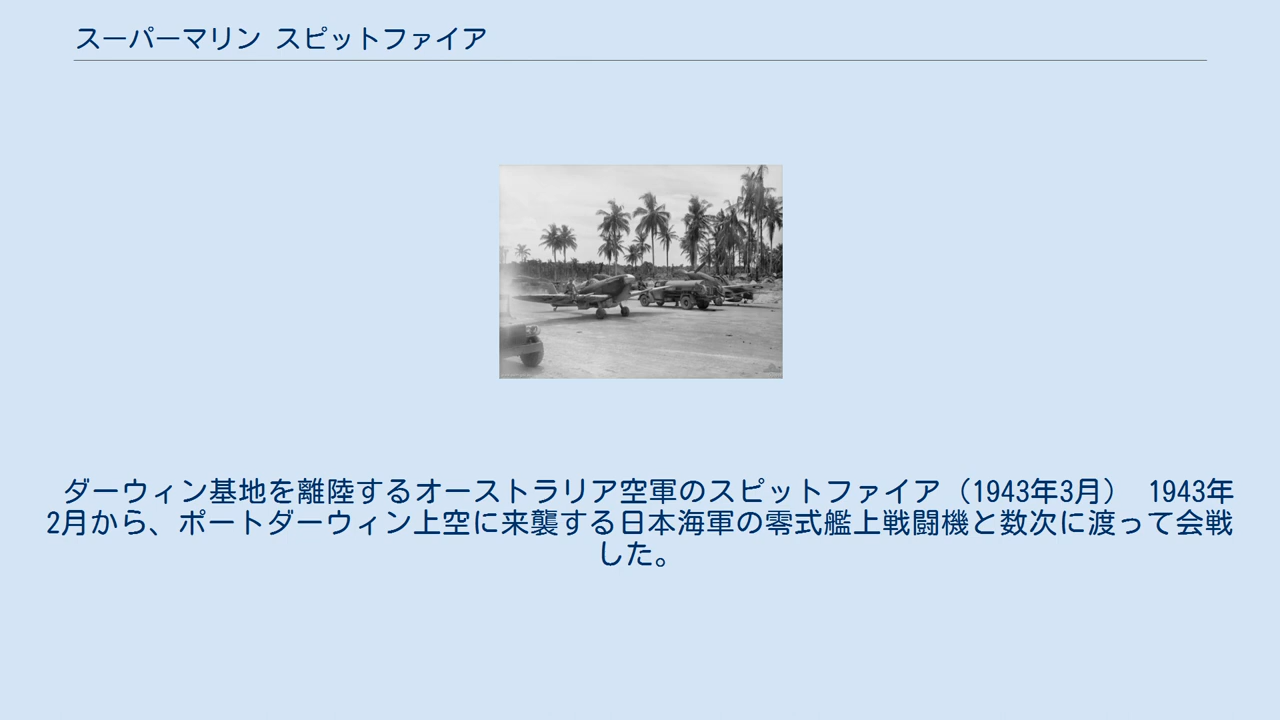 スーパーマリン スピットファイア
ダーウィン基地を離陸するオーストラリア空軍のスピットファイア（1943年3月） 1943年
2月から、ポートダーウィン上空に来襲する日本海軍の零式艦上戦闘機と数次に渡って会戦
した。